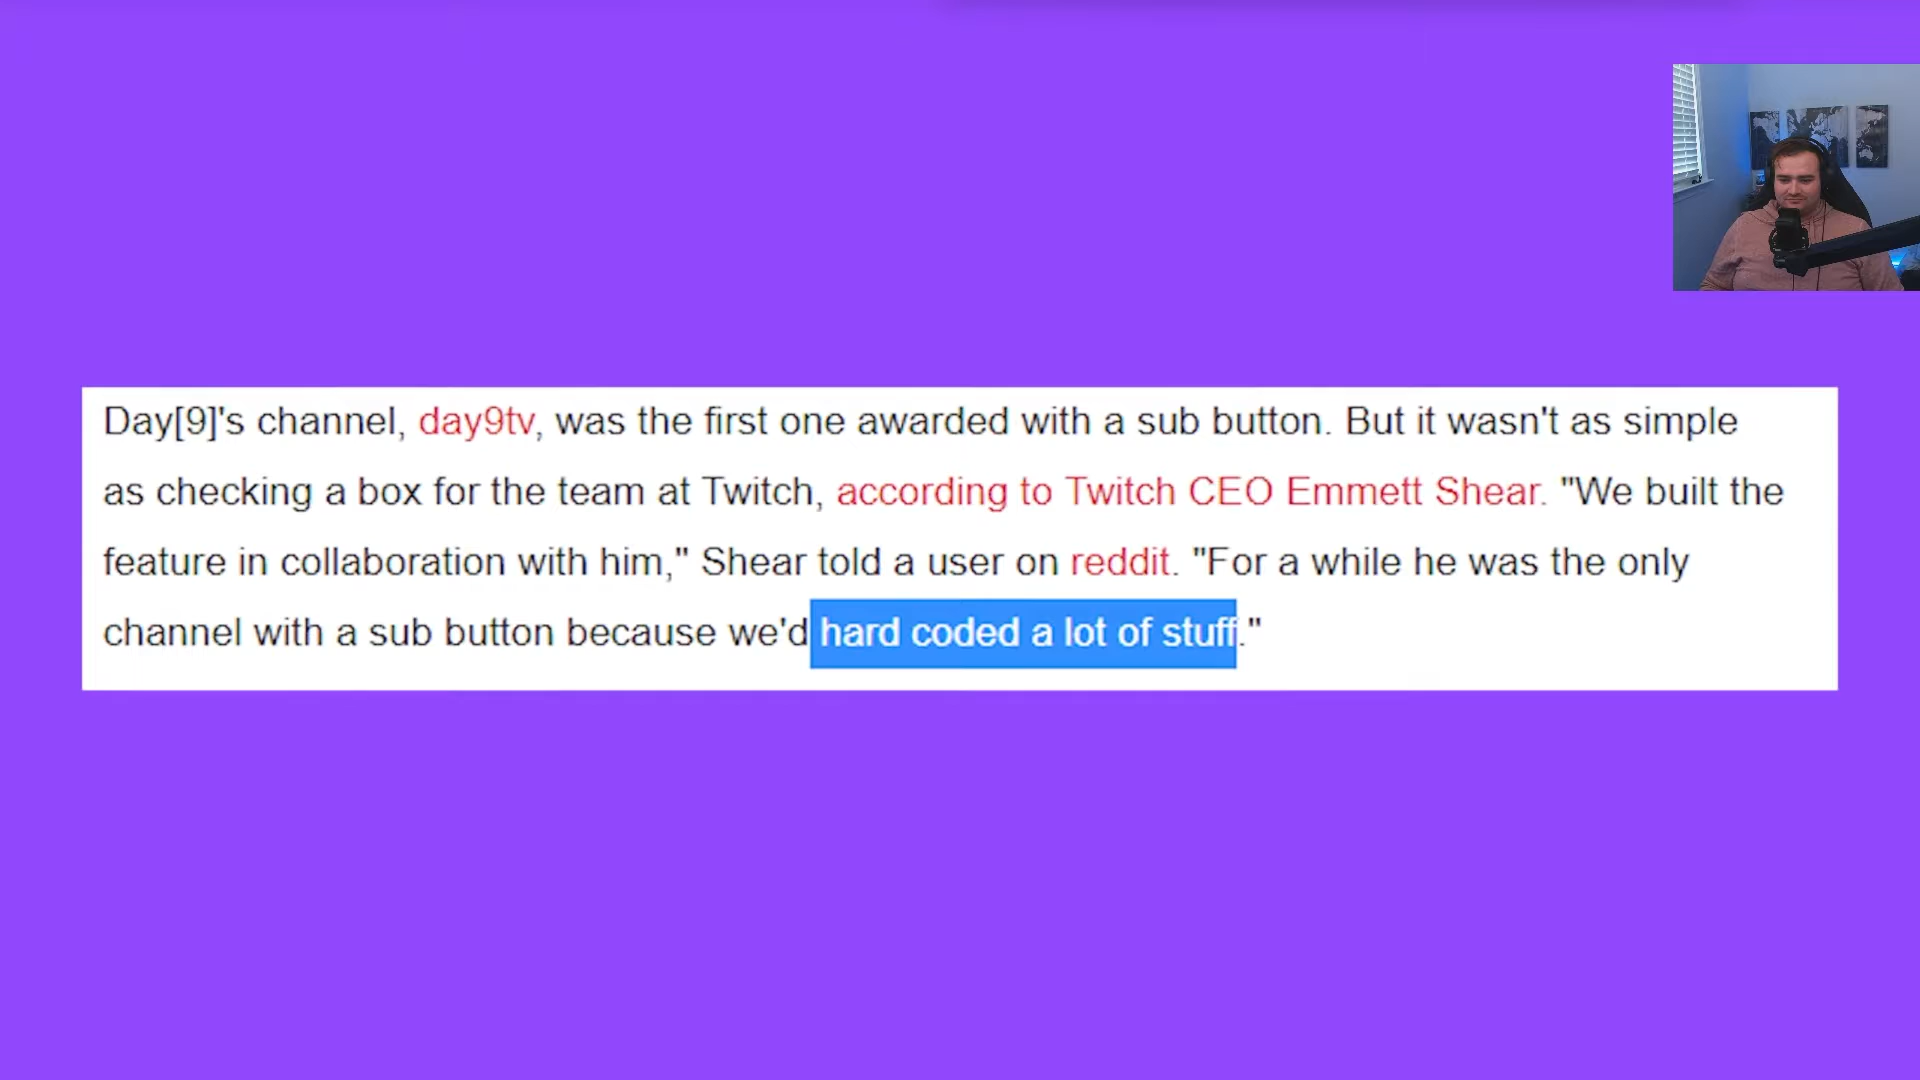 Day[9]'s channel, day9tv, was the first one awarded with a sub button. But it wasn't as simple
as checking a box for the team at Twitch, according to Twitch CEO Emmett Shear. "We built the
feature in collaboration with him," Shear told a user on reddit. "For a while he was the only
channel with a sub button because we'd hard coded a lot of stuff."